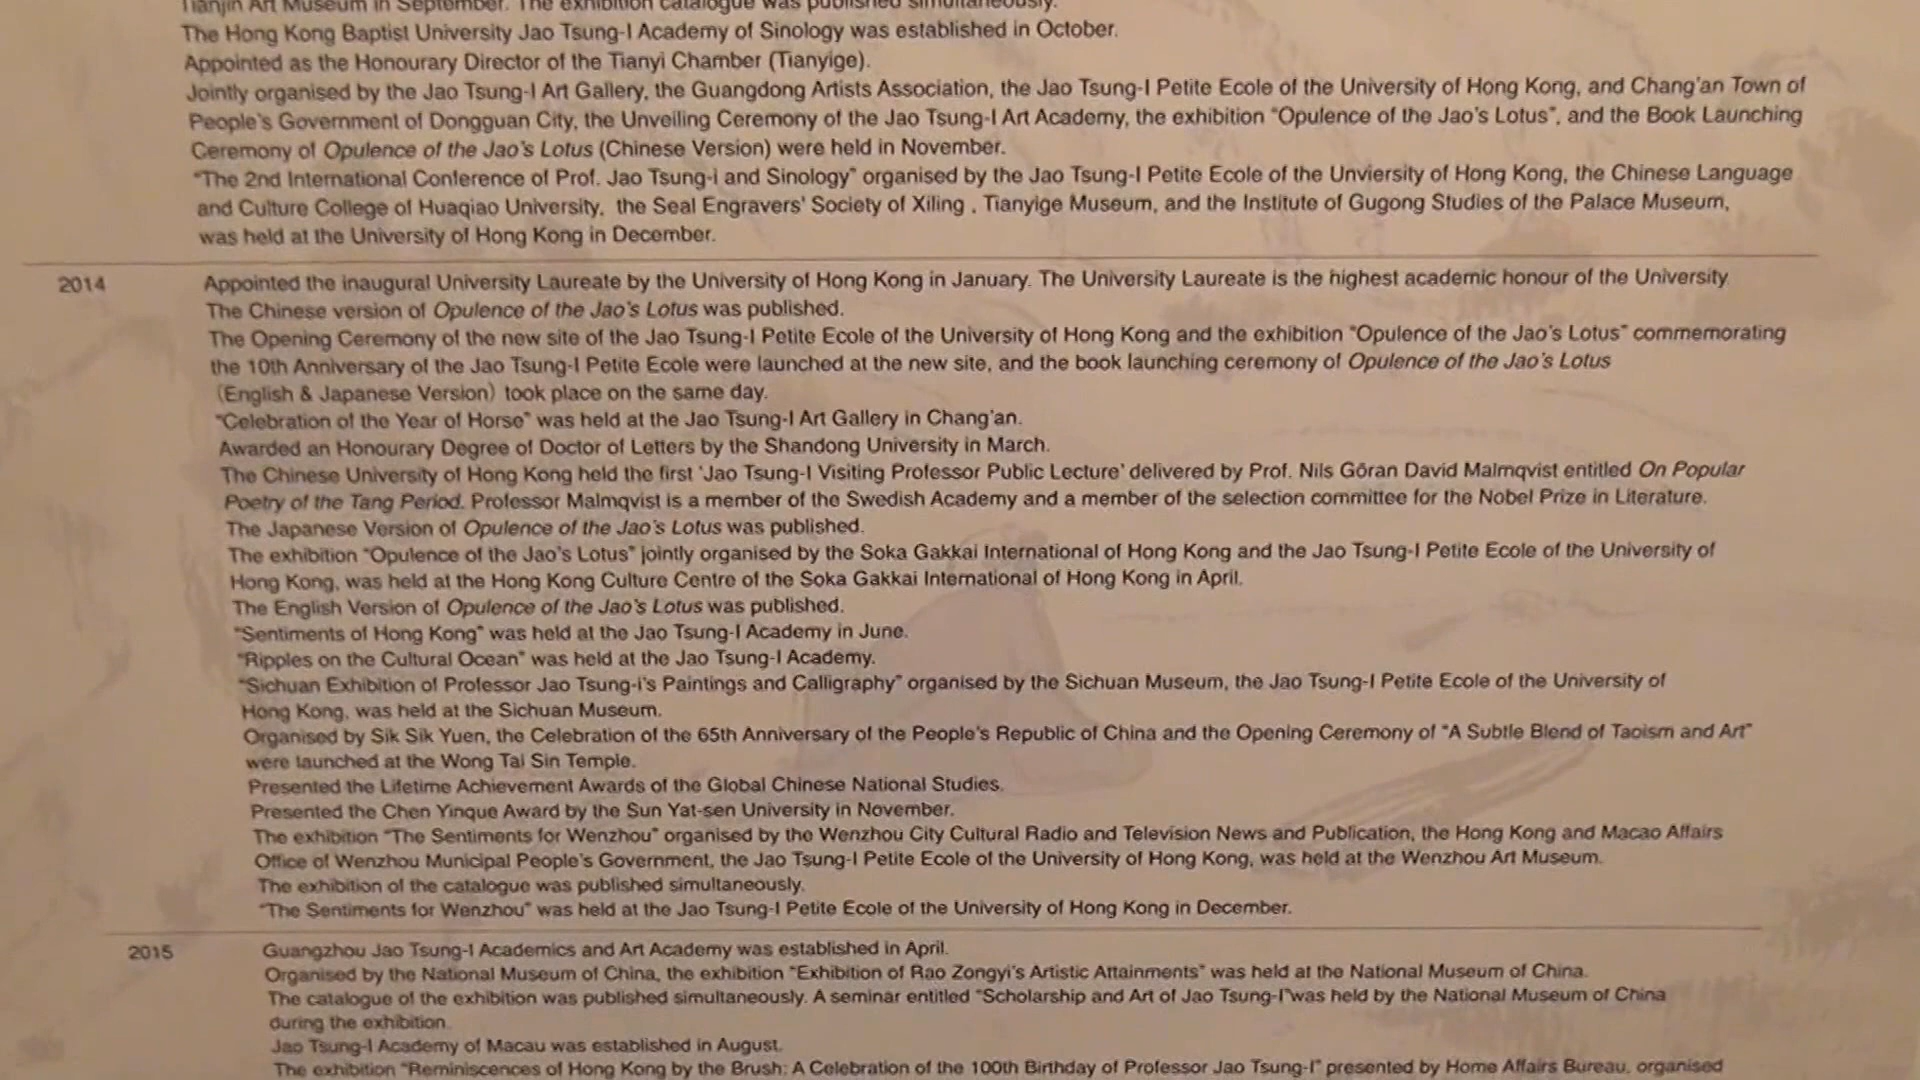 Tianjin Art Museum in September. The exhibition catalogue was published simultaneously.
The Hong Kong Baptist University Jao Tsung-I Academy of Sinology was established in October.
Appointed as the Honourary Director of the Tianyi Chamber (Tianyige).
Jointly organised by the Jao Tsung-I Art Gallery, the Guangdong Artists Association, the Jao Tsung-I Petite Ecole of the University of Hong Kong, and Chang'an Town of
People's Government of Dongguan City, the Unveiling Ceremony of the Jao Tsung-I Art Academy, the exhibition “Opulence of the Jao's Lotus”, and the Book Launching
Ceremony of Opulence of the Jao's Lotus (Chinese Version) were held in November.
“The 2nd International Conference of Prof. Jao Tsung-i and Sinology” organised by the Jao Tsung-I Petite Ecole of the Unviersity of Hong Kong, the Chinese Language
and Culture College of Huaqiao University, the Seal Engravers' Society of Xiling , Tianyige Museum, and the Institute of Gugong Studies of the Palace Museum,
was held at the University of Hong Kong in December.
2014 Appointed the inaugural University Laureate by the University of Hong Kong in January. The University Laureate is the highest academic honour of the University
The Chinese version of Opulence of the Jao's Lotus was published.
The Opening Ceremony of the new site of the Jao Tsung-I Petite Ecole of the University of Hong Kong and the exhibition “Opulence of the Jao's Lotus” commemorating
the 10th Anniversary of the Jao Tsung-I Petite Ecole were launched at the new site, and the book launching ceremony of Opulence of the Jao's Lotus
(English & Japanese Version) took place on the same day.
“Celebration of the Year of Horse” was held at the Jao Tsung-I Art Gallery in Chang'an.
Awarded an Honourary Degree of Doctor of Letters by the Shandong University in March.
The Chinese University of Hong Kong held the first 'Jao Tsung-I Visiting Professor Public Lecture' delivered by Prof. Nils Göran David Malmqvist entitled On Popular
Poetry of the Tang Period. Professor Malmqvist is a member of the Swedish Academy and a member of the selection committee for the Nobel Prize in Literature.
The Japanese Version of Opulence of the Jao's Lotus was published.
The exhibition “Opulence of the Jao's Lotus” jointly organised by the Soka Gakkai International of Hong Kong and the Jao Tsung-I Petite Ecole of the University of
Hong Kong, was held at the Hong Kong Culture Centre of the Soka Gakkai International of Hong Kong in April.
The English Version of Opulence of the Jao's Lotus was published.
“Sentiments of Hong Kong” was held at the Jao Tsung-I Academy in June.
“Ripples on the Cultural Ocean” was held at the Jao Tsung-I Academy.
“Sichuan Exhibition of Professor Jao Tsung-i's Paintings and Calligraphy” organised by the Sichuan Museum, the Jao Tsung-I Petite Ecole of the University of
Hong Kong, was held at the Sichuan Museum.
Organised by Sik Sik Yuen, the Celebration of the 65th Anniversary of the People's Republic of China and the Opening Ceremony of “A Subtle Blend of Taoism and Art”
were launched at the Wong Tai Sin Temple.
Presented the Lifetime Achievement Awards of the Global Chinese National Studies.
Presented the Chen Yinque Award by the Sun Yat-sen University in November.
The exhibition “The Sentiments for Wenzhou” organised by the Wenzhou City Cultural Radio and Television News and Publication, the Hong Kong and Macao Affairs
Office of Wenzhou Municipal People's Government, the Jao Tsung-I Petite Ecole of the University of Hong Kong, was held at the Wenzhou Art Museum.
The exhibition of the catalogue was published simultaneously.
“The Sentiments for Wenzhou” was held at the Jao Tsung-I Petite Ecole of the University of Hong Kong in December.
2015 Guangzhou Jao Tsung-I Academics and Art Academy was established in April.
Organised by the National Museum of China, the exhibition “Exhibition of Rao Zongyi's Artistic Attainments” was held at the National Museum of China.
The catalogue of the exhibition was published simultaneously. A seminar entitled “Scholarship and Art of Jao Tsung-I”was held by the National Museum of China
during the exhibition.
Jao Tsung-I Academy of Macau was established in August.
The exhibition “Reminiscences of Hong Kong by the Brush: A Celebration of the 100th Birthday of Professor Jao Tsung-I” presented by Home Affairs Bureau, organised